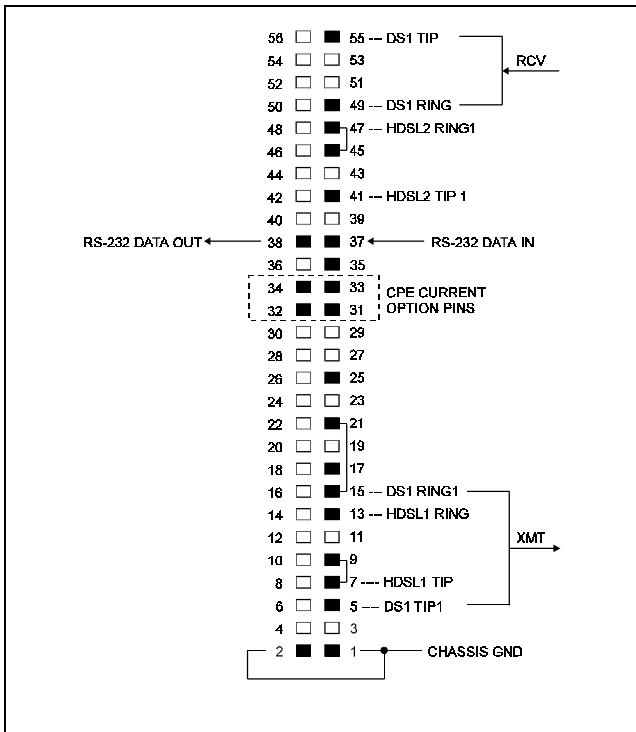 56 55 --- DS1 TIP
RCV
54 53
52 51
50 49 --- DS1 RING
48 47 --- HDSL2 RING1
46 45
44 43
42 41 --- HDSL2 TIP 1
40 39
RS-232 DATA OUT 38 37 RS-232 DATA IN
36 35
34 33 CPE CURRENT
32 31 OPTION PINS
30 29
28 27
26 25
24 23
22 21
20 19
18 17
16 15 --- DS1 RING1
14 13 --- HDSL1 RING
12 11
XMT
10 9
8 7 ---- HDSL1 TIP
6 5 --- DS1 TIP1
4 3
2 1 CHASSIS GND